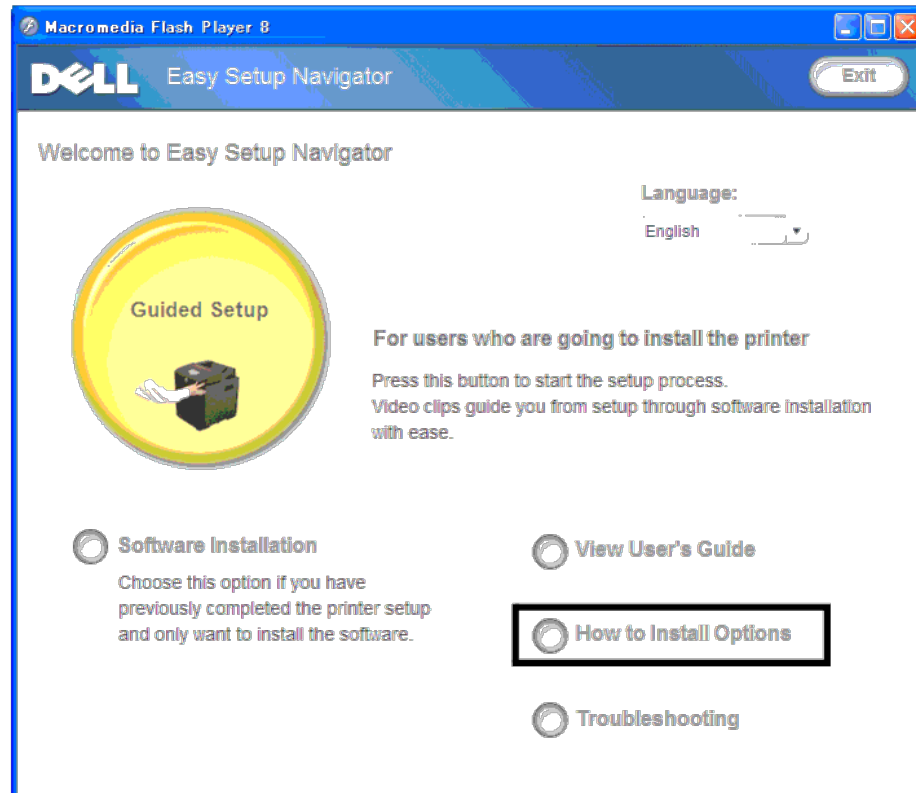 Macromedia Flash Player 8
DELL Easy Setup Navigator
Exit
Welcome to Easy Setup Navigator
Language:
English
Guided Setup
For users who are going to install the printer
Press this button to start the setup process.
Video clips guide you from setup through software installation
with ease.
Software Installation
Choose this option if you have
previously completed the printer setup
and only want to install the software.
View User's Guide
How to Install Options
Troubleshooting